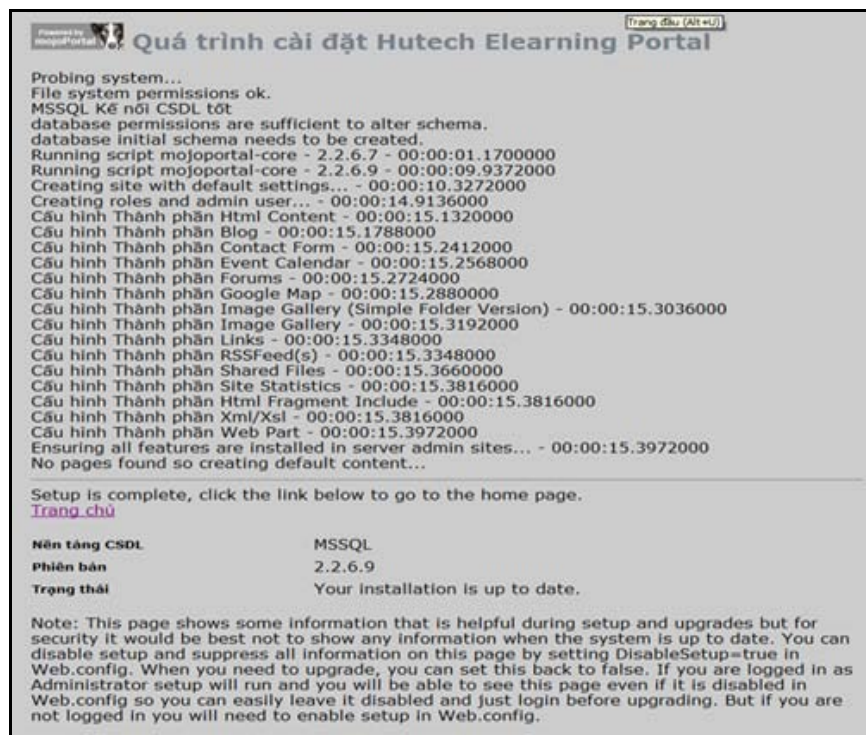 Trang đầu (Alt+U)
Powered by
mojoPortal
Quá trình cài đặt Hutech Elearning Portal
Probing system...
File system permissions ok.
MSSQL Kế nối CSDL tốt
database permissions are sufficient to alter schema.
database initial schema needs to be created.
Running script mojoportal-core - 2.2.6.7 - 00:00:01.1700000
Running script mojoportal-core - 2.2.6.9 - 00:00:09.9372000
Creating site with default settings... - 00:00:10.3272000
Creating roles and admin user... - 00:00:14.9136000
Cấu hình Thành phần Html Content - 00:00:15.1320000
Cấu hình Thành phần Blog - 00:00:15.1788000
Cấu hình Thành phần Contact Form - 00:00:15.2412000
Cấu hình Thành phần Event Calendar - 00:00:15.2568000
Cấu hình Thành phần Forums - 00:00:15.2724000
Cấu hình Thành phần Google Map - 00:00:15.2880000
Cấu hình Thành phần Image Gallery (Simple Folder Version) - 00:00:15.3036000
Cấu hình Thành phần Image Gallery - 00:00:15.3192000
Cấu hình Thành phần Links - 00:00:15.3348000
Cấu hình Thành phần RSSFeed(s) - 00:00:15.3348000
Cấu hình Thành phần Shared Files - 00:00:15.3660000
Cấu hình Thành phần Site Statistics - 00:00:15.3816000
Cấu hình Thành phần Html Fragment Include - 00:00:15.3816000
Cấu hình Thành phần Xml/Xsl - 00:00:15.3816000
Cấu hình Thành phần Web Part - 00:00:15.3972000
Ensuring all features are installed in server admin sites... - 00:00:15.3972000
No pages found so creating default content...
Setup is complete, click the link below to go to the home page.
Trang chủ
Nền tảng CSDL MSSQL
Phiên bản 2.2.6.9
Trạng thái Your installation is up to date.
Note: This page shows some information that is helpful during setup and upgrades but for
security it would be best not to show any information when the system is up to date. You can
disable setup and suppress all information on this page by setting DisableSetup=true in
Web.config. When you need to upgrade, you can set this back to false. If you are logged in as
Administrator setup will run and you will be able to see this page even if it is disabled in
Web.config so you can easily leave it disabled and just login before upgrading. But if you are
not logged in you will need to enable setup in Web.config.